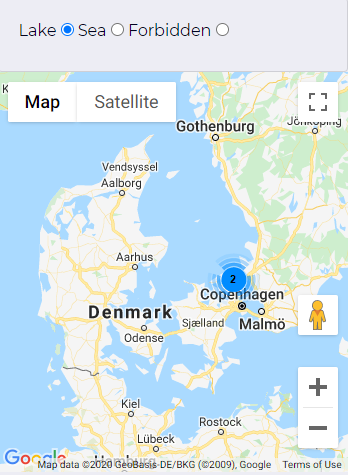 Lake Sea Forbidden
Map Satellite
Gothenburg
Jönköping
Vendsyssel
Aalborg
Aarhus
2
Copenhagen
Denmark
Sjælland
Malmö
Odense
Kiel
Rostock
Lübeck
Hamburg
Google
Map data ©2020 GeoBasis-DE/BKG (©2009), Google Terms of Use